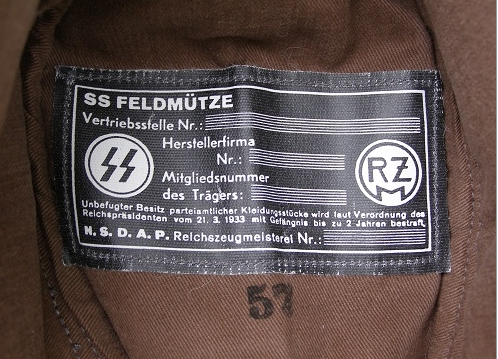 SS FELDMÜTZE
Vertriebsstelle Nr.:
Herstellerfirma
Nr.:
Mitgliedsnummer
des Trägers:
RZM
Unbefugter Besitz parteiamtlicher Kleidungsstücke wird laut Verordnung des
Reichspräsidenten vom 21. 3. 1933 mit Gefängnis bis zu 2 Jahren bestraft.
N. S. D. A. P. Reichszeugmeisterei Nr.:
57